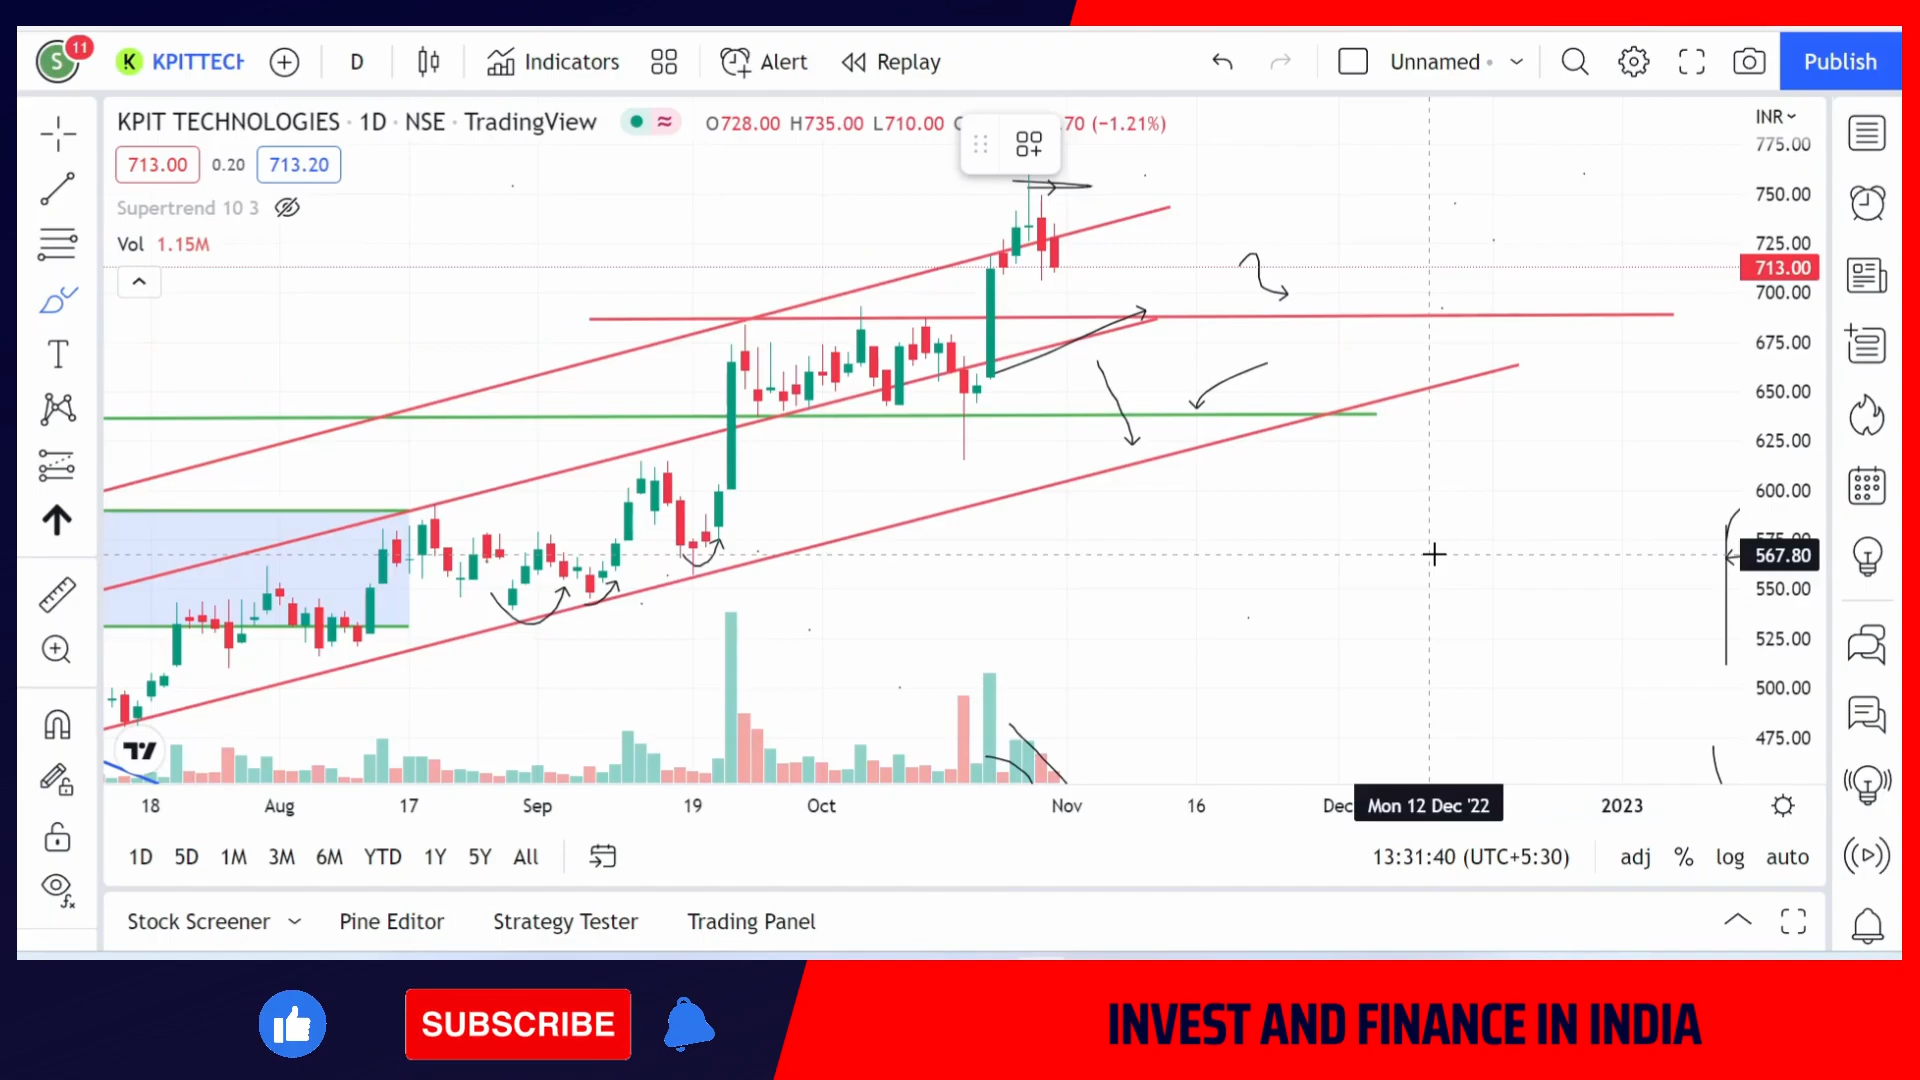 S 11 K KPITTECH D Indicators Alert Replay Unnamed Publish
KPIT TECHNOLOGIES · 1D · NSE · TradingView O728.00 H735.00 L710.00 70 (−1.21%) INR
713.00 0.20 713.20
Supertrend 10 3
Vol 1.15M
775.00
750.00
725.00
713.00
700.00
675.00
650.00
625.00
600.00
567.80
550.00
525.00
500.00
475.00
18 Aug 17 Sep 19 Oct Nov 16 Dec Mon 12 Dec '22 2023
1D 5D 1M 3M 6M YTD 1Y 5Y All 13:31:40 (UTC+5:30) adj % log auto
Stock Screener Pine Editor Strategy Tester Trading Panel
SUBSCRIBE
INVEST AND FINANCE IN INDIA